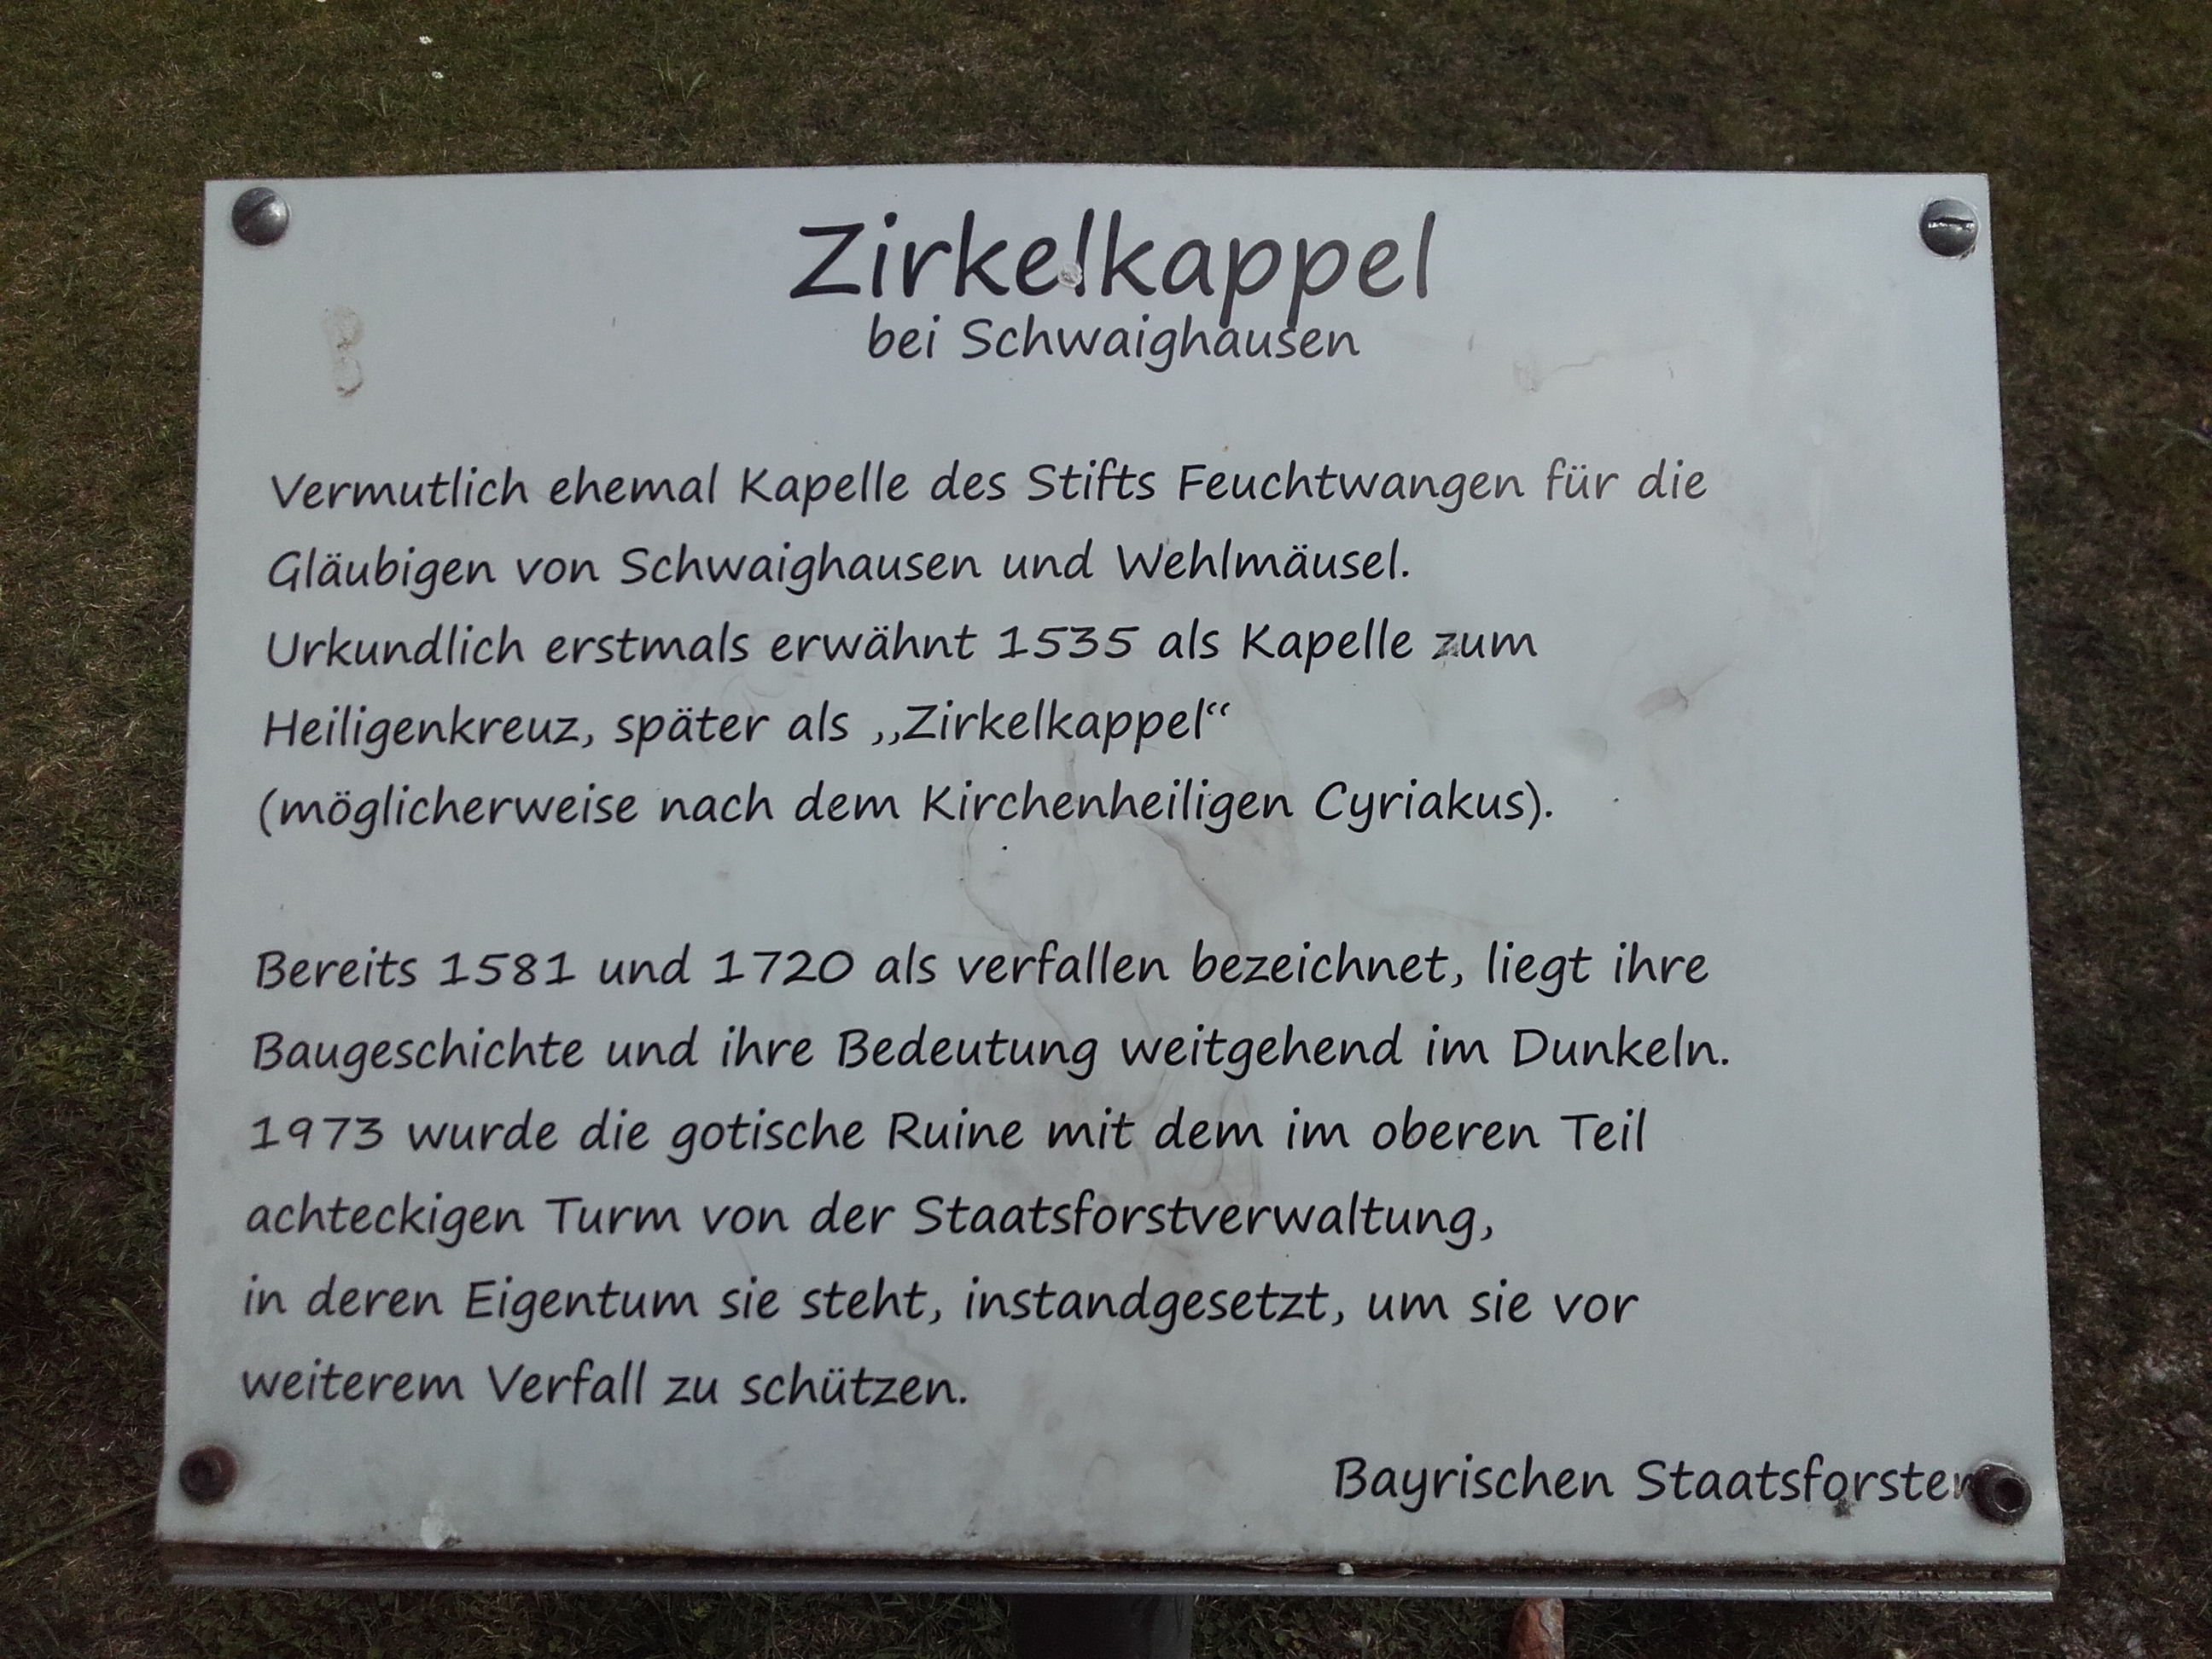 Zirkelkappel
bei Schwaighausen
Vermutlich ehemal Kapelle des Stifts Feuchtwangen für die
Gläubigen von Schwaighausen und Wehlmäusel.
Urkundlich erstmals erwähnt 1535 als Kapelle zum
Heiligenkreuz, später als ,,Zirkelkappel“
(möglicherweise nach dem Kirchenheiligen Cyriakus).
Bereits 1581 und 1720 als verfallen bezeichnet, liegt ihre
Baugeschichte und ihre Bedeutung weitgehend im Dunkeln.
1973 wurde die gotische Ruine mit dem im oberen Teil
achteckigen Turm von der Staatsforstverwaltung,
in deren Eigentum sie steht, instandgesetzt, um sie vor
weiterem Verfall zu schützen.
Bayrischen Staatsforsten